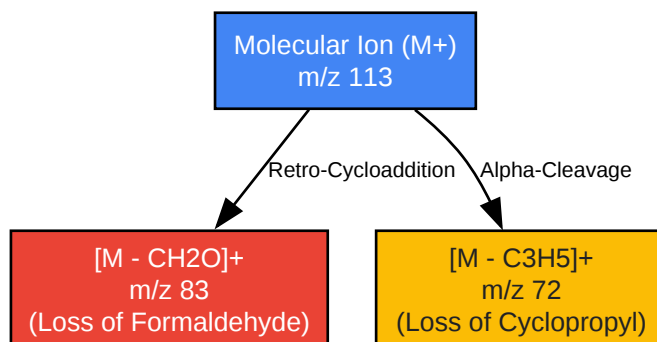 Molecular Ion (M+)
m/z 113
Retro-Cycloaddition
Alpha-Cleavage
[M - CH2O]+
m/z 83
(Loss of Formaldehyde)
[M - C3H5]+
m/z 72
(Loss of Cyclopropyl)